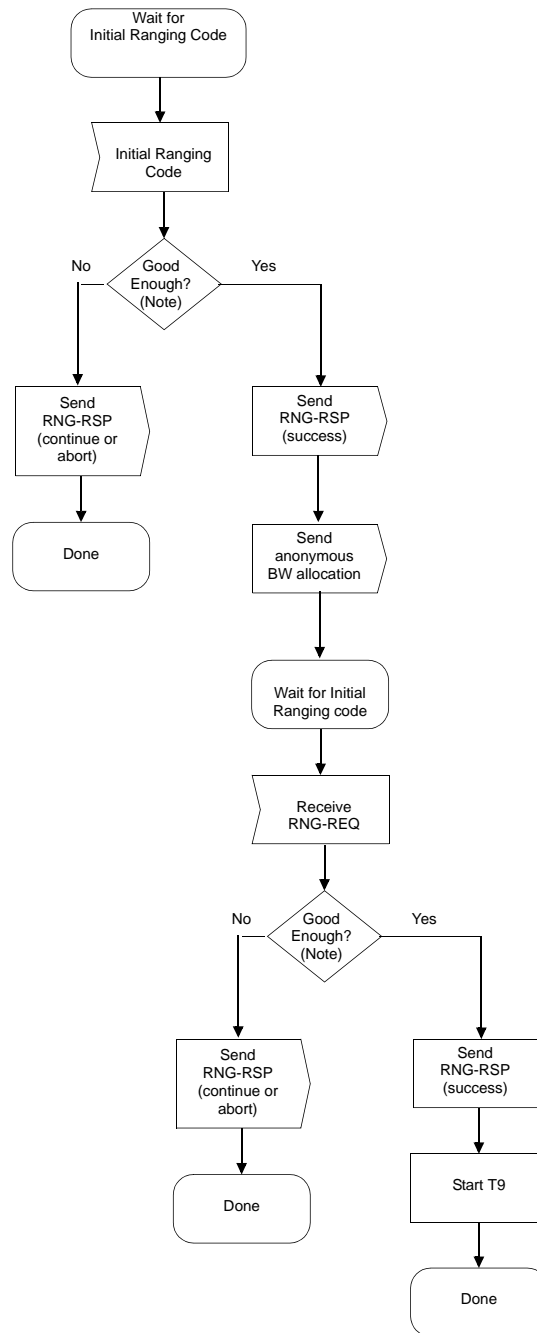 Wait for
Initial Ranging Code
Initial Ranging
Code
No
Good
Enough?
(Note)
Yes
Send
RNG-RSP
(continue or
abort)
Send
RNG-RSP
(success)
Done
Send
anonymous
BW allocation
Wait for Initial
Ranging code
Receive
RNG-REQ
No
Good
Enough?
(Note)
Yes
Send
RNG-RSP
(continue or
abort)
Send
RNG-RSP
(success)
Done
Start T9
Done